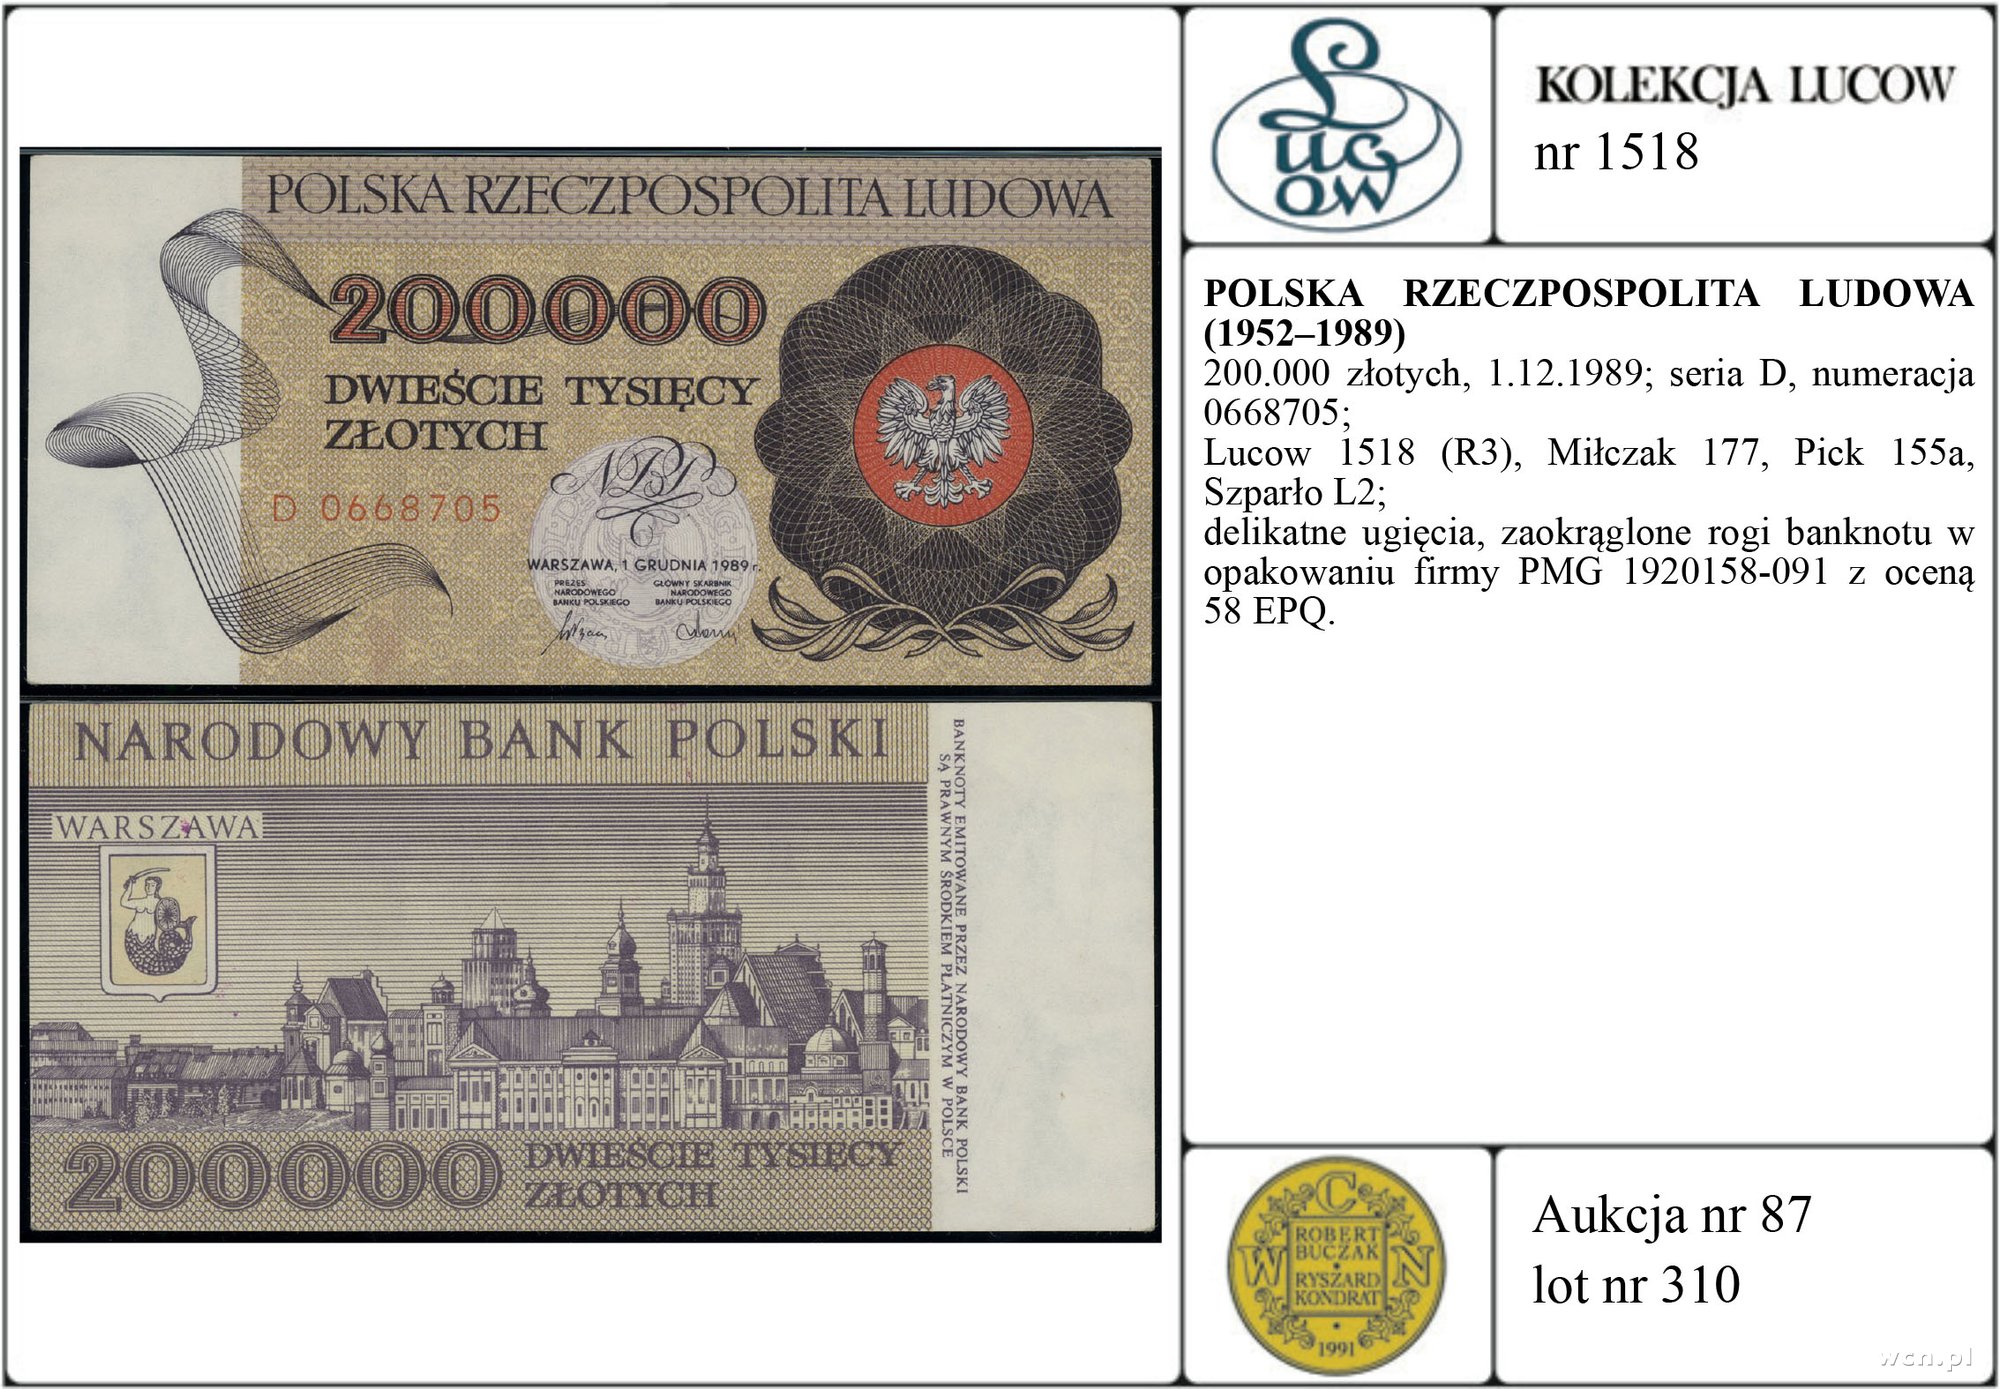 POLSKA RZECZPOSPOLITA LUDOWA
200000
DWIEŚCIE TYSIĘCY
ZŁOTYCH
D 0668705
NBP
WARSZAWA, 1 GRUDNIA 1989 r.
PREZES
NARODOWEGO
BANKU POLSKIEGO
GŁÓWNY SKARBNIK
NARODOWEGO
BANKU POLSKIEGO
NARODOWY BANK POLSKI
WARSZAWA
BANKNOTY EMITOWANE PRZEZ NARODOWY BANK POLSKI
SĄ PRAWNYM ŚRODKIEM PŁATNICZYM W POLSCE
200000
DWIEŚCIE TYSIĘCY
ZŁOTYCH
Lucow
KOLEKCJA LUCOW
nr 1518
POLSKA RZECZPOSPOLITA LUDOWA
(1952–1989)
200.000 złotych, 1.12.1989; seria D, numeracja
0668705;
Lucow 1518 (R3), Miłczak 177, Pick 155a,
Szparło L2;
delikatne ugięcia, zaokrąglone rogi banknotu w
opakowaniu firmy PMG 1920158-091 z oceną
58 EPQ.
W C N
ROBERT
BUCZAK
RYSZARD
KONDRAT
1991
Aukcja nr 87
lot nr 310
wcn.pl